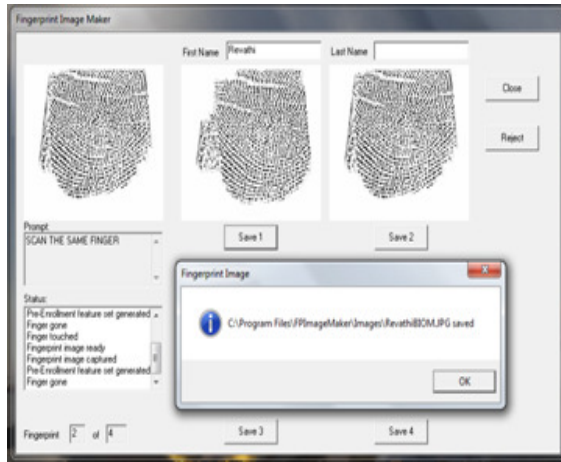 Fingerprint Image Maker
First Name Revathi Last Name
Close
Reject
Prompt:
SCAN THE SAME FINGER
Save 1
Save 2
Fingerprint Image
C:\Program Files\FPImageMaker\Images\RevathiBIOM.JPG saved
OK
Status:
Pre-Enrollment feature set generated
Finger gone
Finger touched
Fingerprint image ready
Fingerprint image captured
Pre-Enrollment feature set generated
Finger gone
Fingerprint 2 of 4
Save 3
Save 4